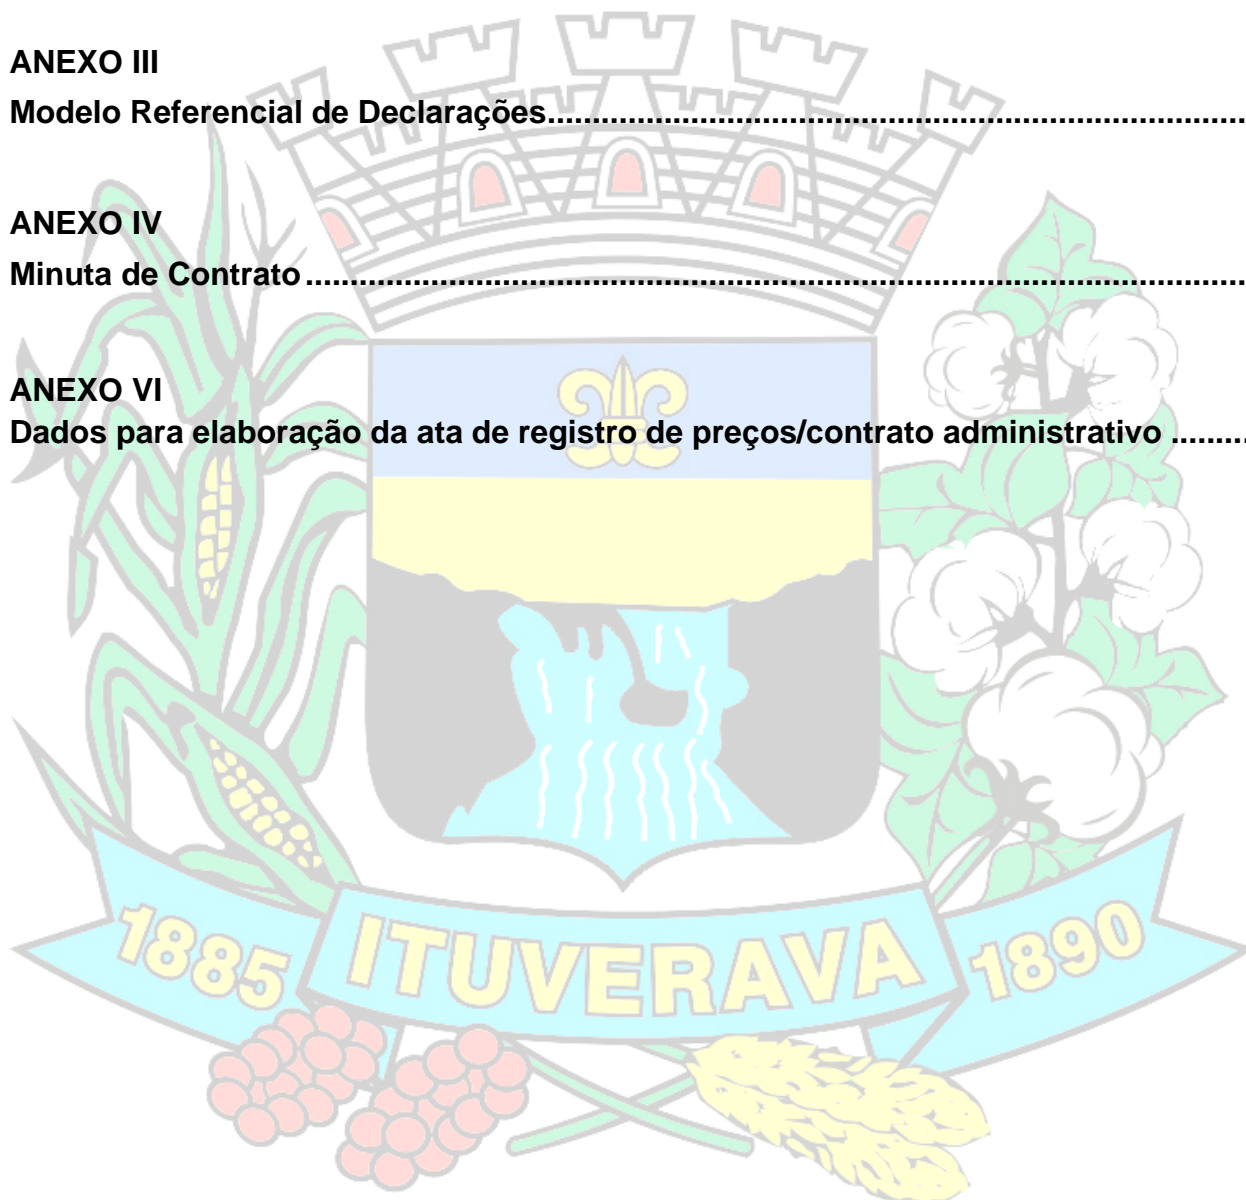 ANEXO III
Modelo Referencial de Declarações..............................................................................
ANEXO IV
Minuta de Contrato..........................................................................................................
ANEXO VI
Dados para elaboração da ata de registro de preços/contrato administrativo .........
1885 ITUVERAVA 1890